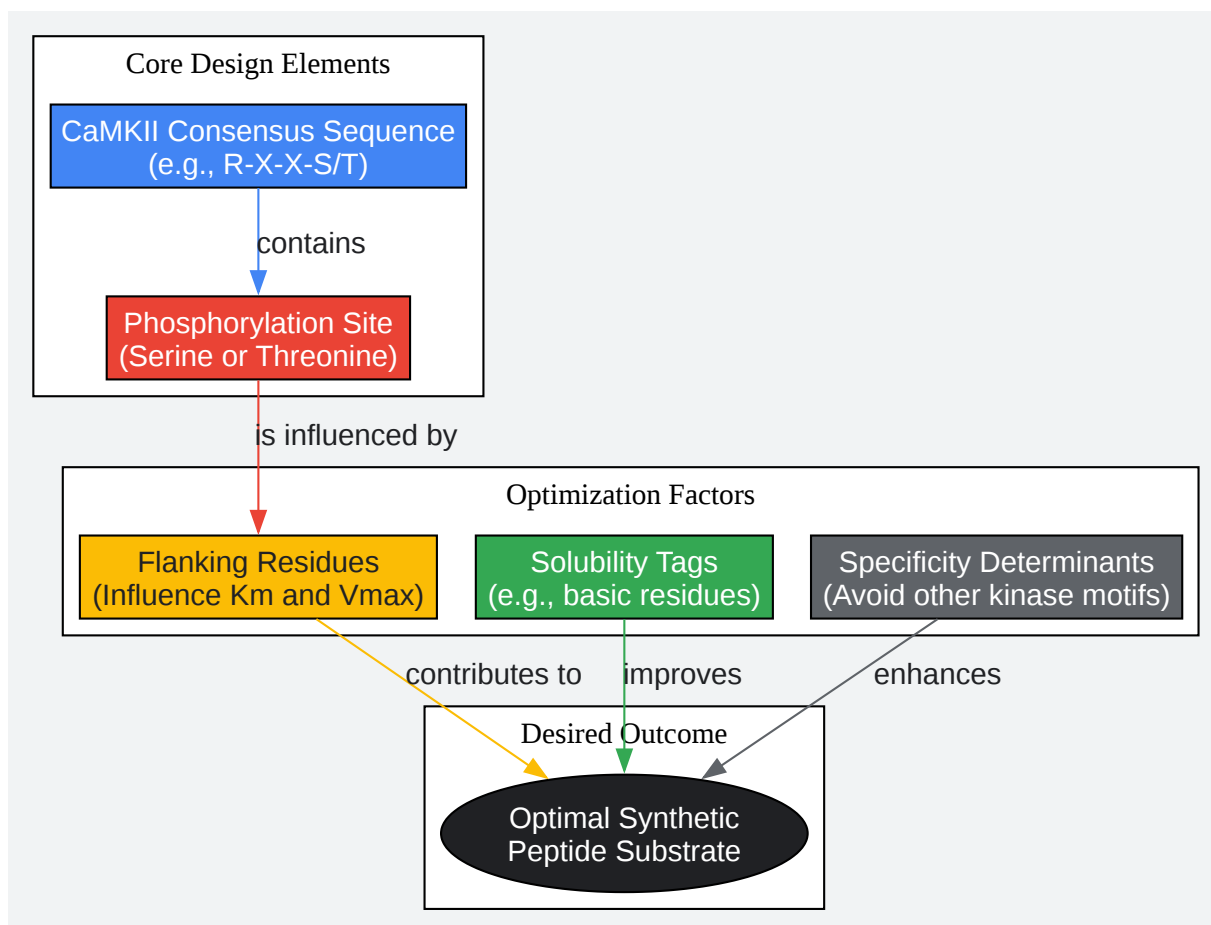 Core Design Elements
CaMKII Consensus Sequence
(e.g., R-X-X-S/T)
contains
Phosphorylation Site
(Serine or Threonine)
is influenced by
Optimization Factors
Flanking Residues
(Influence Km and Vmax)
Solubility Tags
(e.g., basic residues)
Specificity Determinants
(Avoid other kinase motifs)
contributes to
improves
enhances
Desired Outcome
Optimal Synthetic
Peptide Substrate